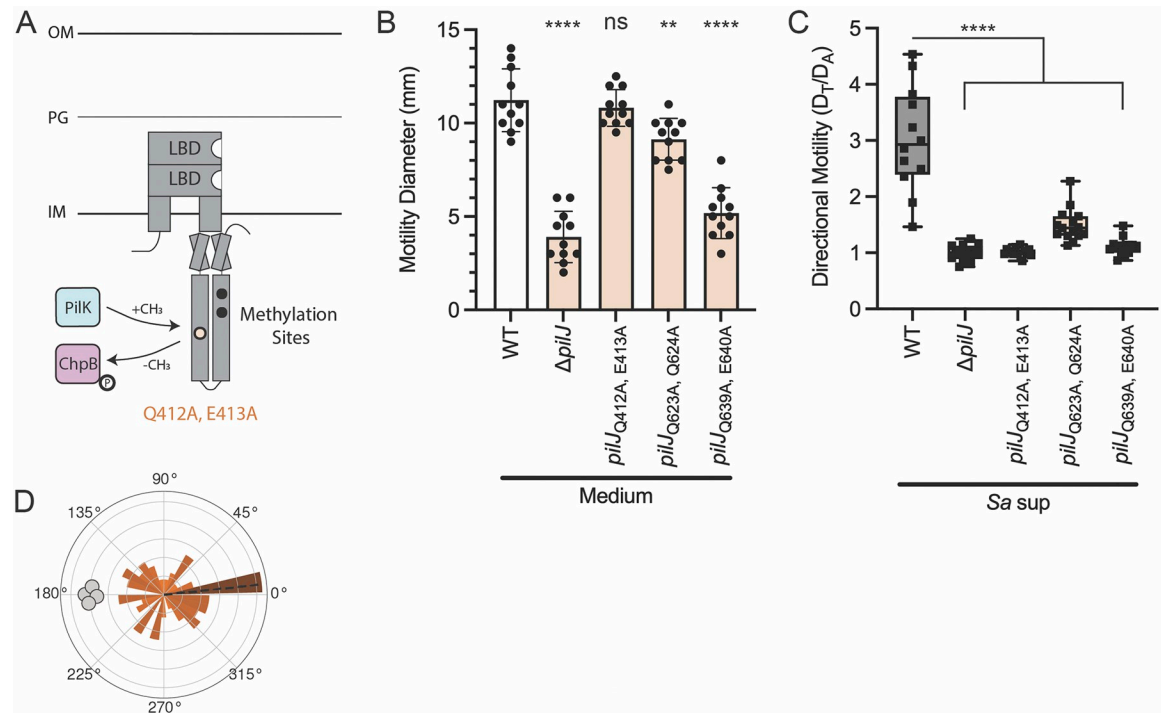 A
OM
PG
LBD
LBD
IM
PilK
+CH₃
ChpB
P
-CH₃
Methylation
Sites
Q412A, E413A
B
Motility Diameter (mm)
15
10
5
0
**** ns ** ****
WT
ΔpilJ
pilJQ412A, E413A
pilJQ623A, Q624A
pilJQ639A, E640A
Medium
C
Directional Motility (DT/DA)
5
4
3
2
1
0
****
WT
ΔpilJ
pilJQ412A, E413A
pilJQ623A, Q624A
pilJQ639A, E640A
Sa sup
D
90°
135°
45°
180°
0°
225°
315°
270°